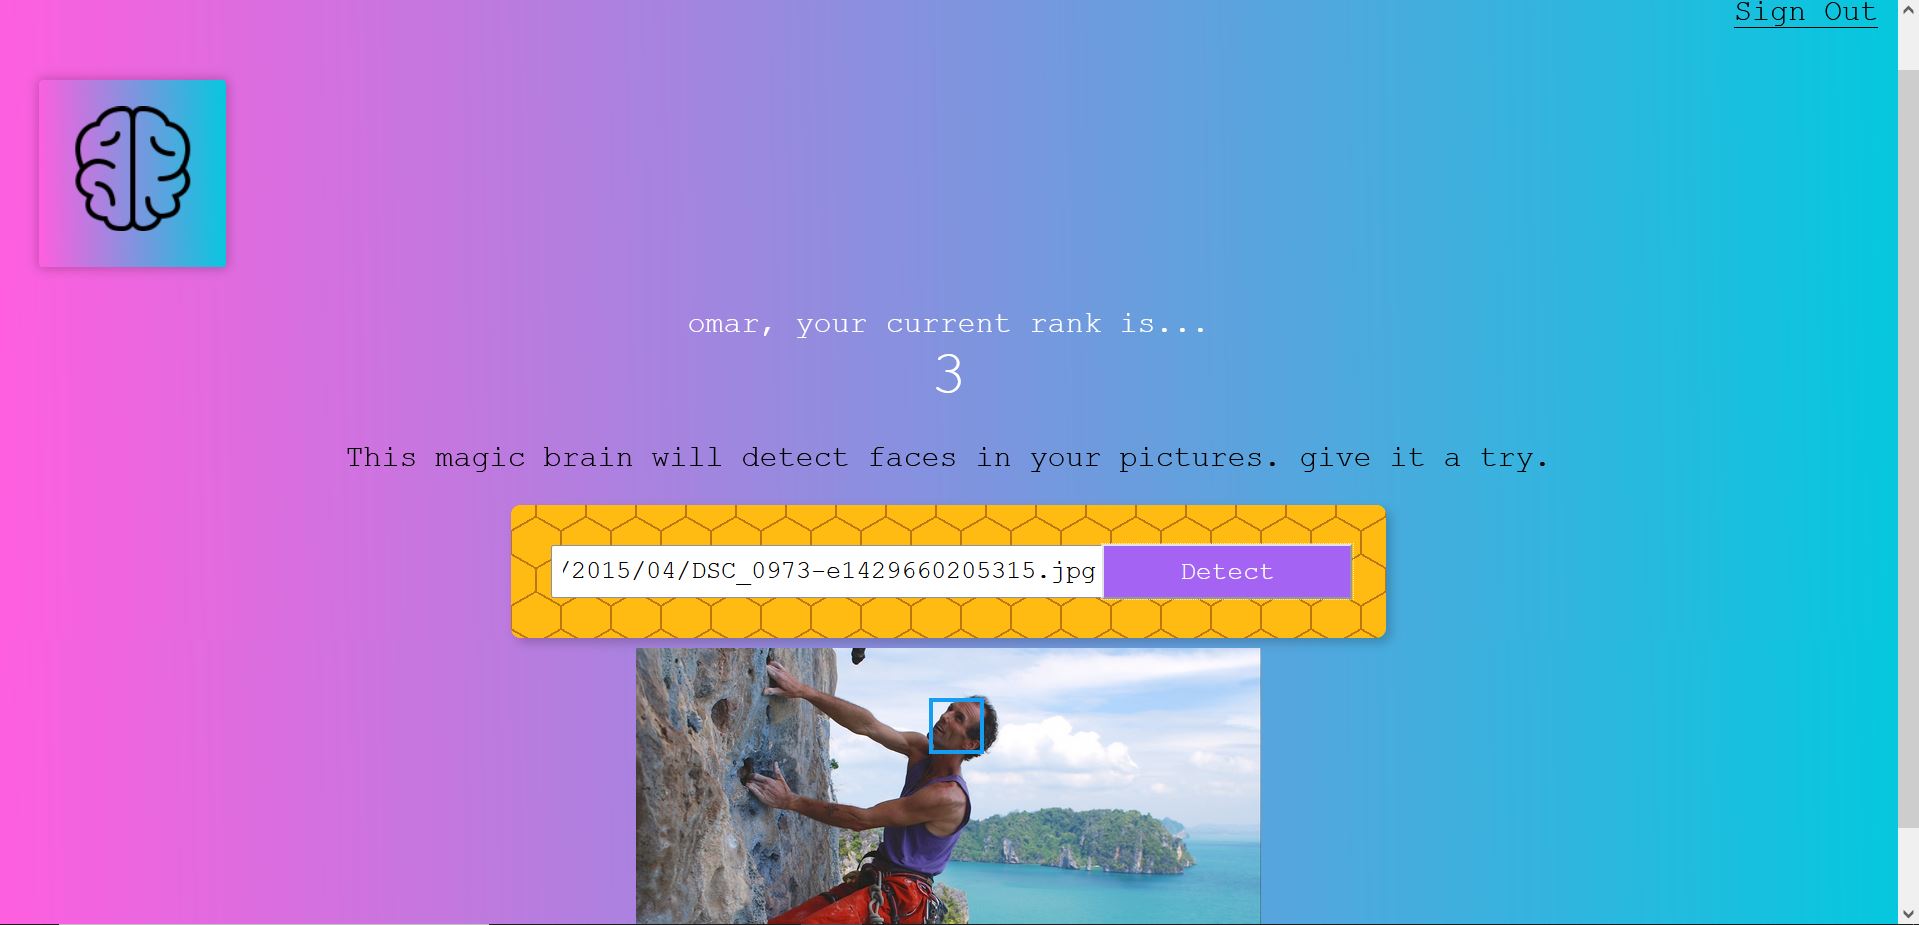 Sign Out
omar, your current rank is...
3
This magic brain will detect faces in your pictures. give it a try.
/2015/04/DSC_0973-e1429660205315.jpg
Detect